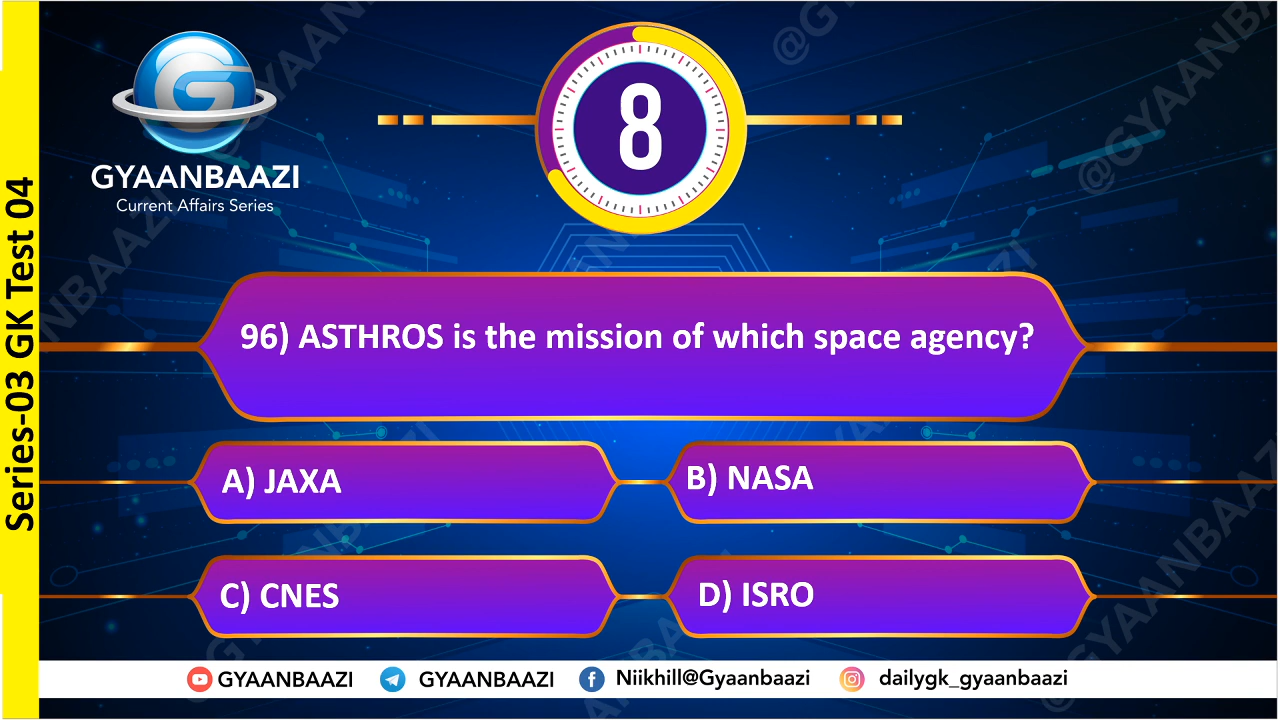 GYAANBAAZI
Current Affairs Series
8
Series-03 GK Test 04
96) ASTHROS is the mission of which space agency?
A) JAXA
B) NASA
C) CNES
D) ISRO
GYAANBAAZI GYAANBAAZI Niikhill@Gyaanbaazi dailygk_gyaanbaazi
@GYAANBAAZI